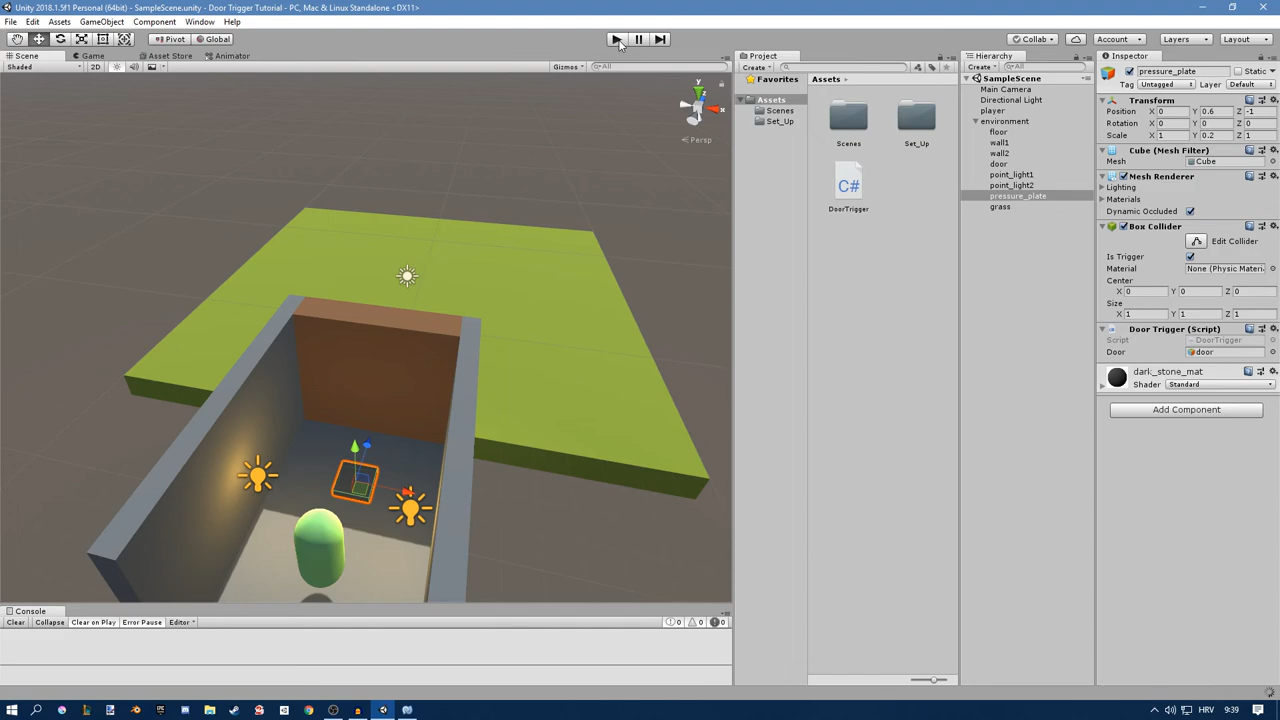 Unity 2018.1.5f1 Personal (64bit) - SampleScene.unity - Door Trigger Tutorial - PC, Mac & Linux Standalone <DX11>
File Edit Assets GameObject Component Window Help
Pivot Global Collab Account Layers Layout
Scene Game Asset Store Animator
Shaded 2D Gizmos All
y
x
z
Persp
Console
Clear Collapse Clear on Play Error Pause Editor 0 0 0
Project
Create
Favorites
Assets
Scenes
Set_Up
Assets
Scenes Set_Up
C#
DoorTrigger
Hierarchy
Create All
SampleScene
Main Camera
Directional Light
player
environment
floor
wall1
wall2
door
point_light1
point_light2
pressure_plate
grass
Inspector
pressure_plate Static
Tag Untagged Layer Default
Transform
Position X 0 Y 0.6 Z -1
Rotation X 0 Y 0 Z 0
Scale X 1 Y 0.2 Z 1
Cube (Mesh Filter)
Mesh Cube
Mesh Renderer
Lighting
Materials
Dynamic Occluded
Box Collider
Edit Collider
Is Trigger
Material None (Physic Materi
Center
X 0 Y 0 Z 0
Size
X 1 Y 1 Z 1
Door Trigger (Script)
Script DoorTrigger
Door door
dark_stone_mat
Shader Standard
Add Component
HRV 9:39